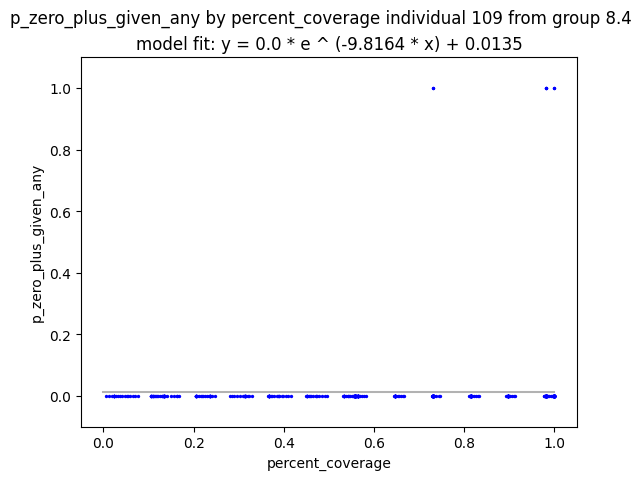 p_zero_plus_given_any by percent_coverage individual 109 from group 8.4
model fit: y = 0.0 * e ^ (-9.8164 * x) + 0.0135
1.0
0.8
0.6
0.4
0.2
0.0
p_zero_plus_given_any
0.0 0.2 0.4 0.6 0.8 1.0
percent_coverage